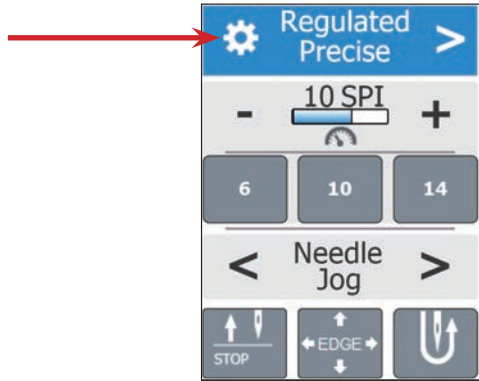 Regulated
Precise
>
- 10 SPI +
6 10 14
< Needle >
Jog
STOP
EDGE